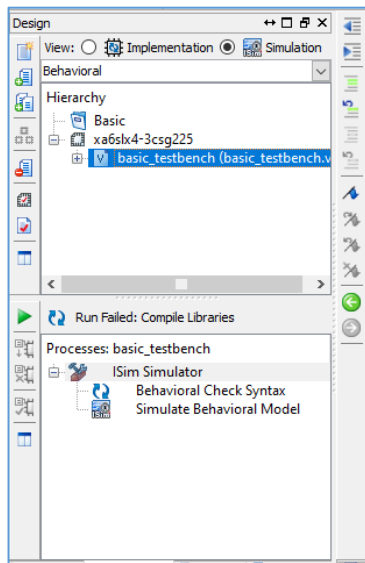 Design
View: Implementation Simulation
Behavioral
Hierarchy
Basic
xa6slx4-3csg225
basic_testbench (basic_testbench.v
Run Failed: Compile Libraries
Processes: basic_testbench
ISim Simulator
Behavioral Check Syntax
Simulate Behavioral Model